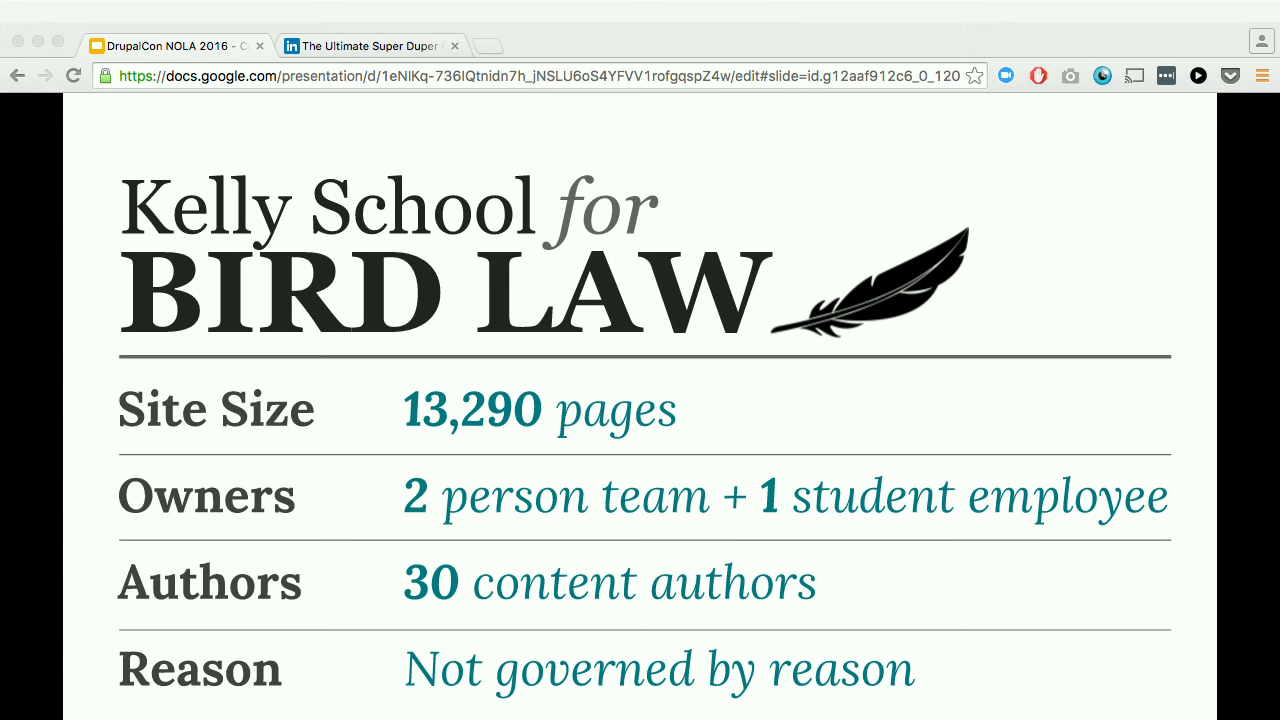 DrupalCon NOLA 2016 - C
The Ultimate Super Duper
https://docs.google.com/presentation/d/1eNlKq-736IQtnidn7h_jNSLU6oS4YFVV1rofgqspZ4w/edit#slide=id.g12aaf912c6_0_120
Kelly School for
BIRD LAW
Site Size 13,290 pages
Owners 2 person team + 1 student employee
Authors 30 content authors
Reason Not governed by reason